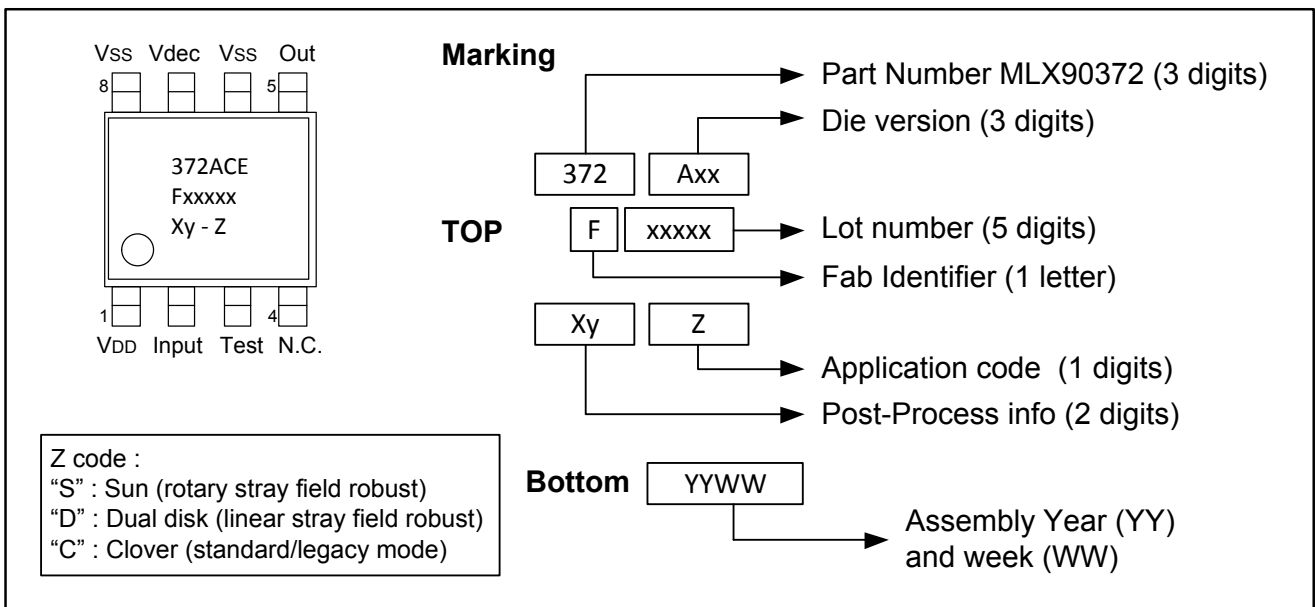 Vss Vdec Vss Out
8 5
372ACE
Fxxxxx
Xy - Z
1 4
VDD Input Test N.C.
Marking
Part Number MLX90372 (3 digits)
Die version (3 digits)
372 Axx
TOP
F xxxxx
Lot number (5 digits)
Fab Identifier (1 letter)
Xy Z
Application code (1 digits)
Post-Process info (2 digits)
Z code :
“S” : Sun (rotary stray field robust)
“D” : Dual disk (linear stray field robust)
“C” : Clover (standard/legacy mode)
Bottom YYWW
Assembly Year (YY)
and week (WW)